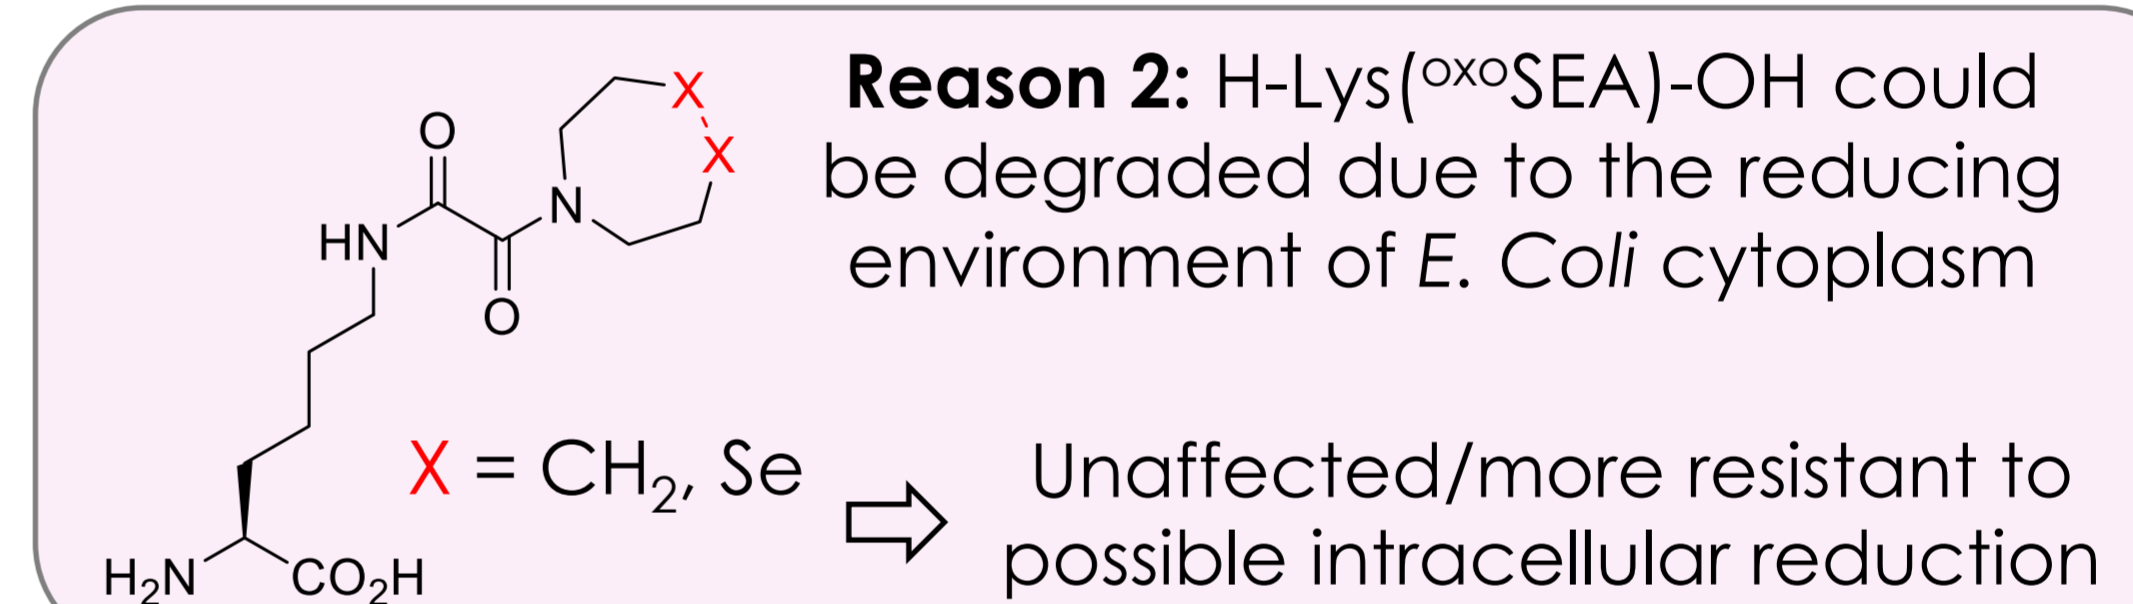 Reason 2: H-Lys(ᵒˣᵒSEA)-OH could
be degraded due to the reducing
environment of E. Coli cytoplasm
X
X
O
N
HN
O
X = CH₂, Se
Unaffected/more resistant to
possible intracellular reduction
H₂N
CO₂H